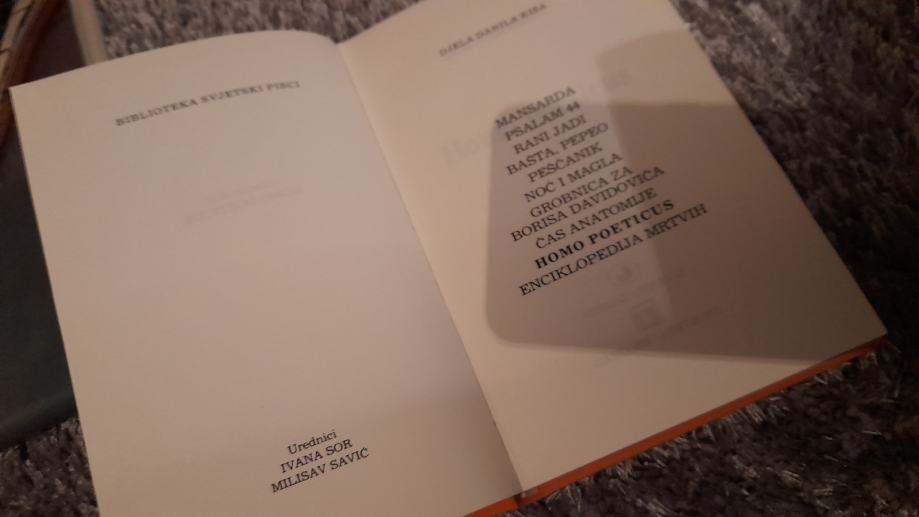 BIBLIOTEKA SVJETSKI PISCI
Urednici
IVANA SOR
MILISAV SAVIĆ
DJELA DANILA KIŠA
MANSARDA
PSALAM 44
RANI JADI
BAŠTA, PEPEO
PEŠČANIK
NOĆ I MAGLA
GROBNICA ZA
BORISA DAVIDOVIČA
ČAS ANATOMIJE
HOMO POETICUS
ENCIKLOPEDIJA MRTVIH